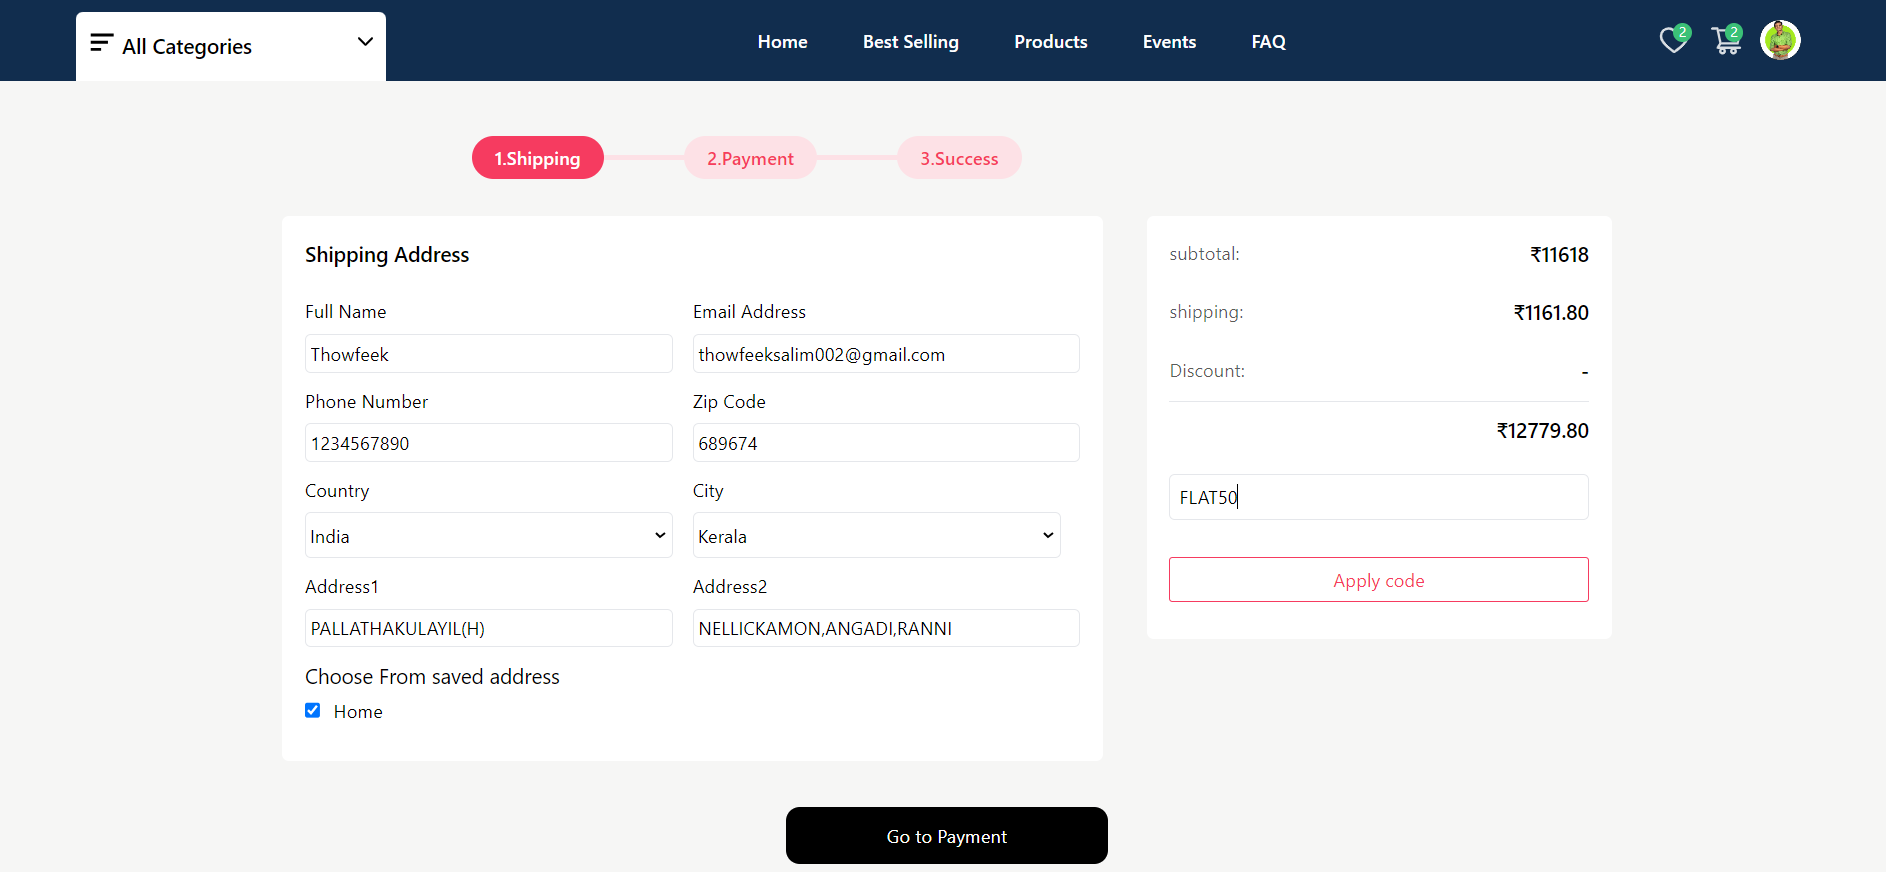 All Categories
Home Best Selling Products Events FAQ
2 2
1.Shipping 2.Payment 3.Success
Shipping Address
Full Name Email Address
Thowfeek thowfeeksalim002@gmail.com
Phone Number Zip Code
1234567890 689674
Country City
India Kerala
Address1 Address2
PALLATHAKULAYIL(H) NELLICKAMON,ANGADI,RANNI
Choose From saved address
Home
subtotal: ₹11618
shipping: ₹1161.80
Discount: -
₹12779.80
FLAT50
Apply code
Go to Payment